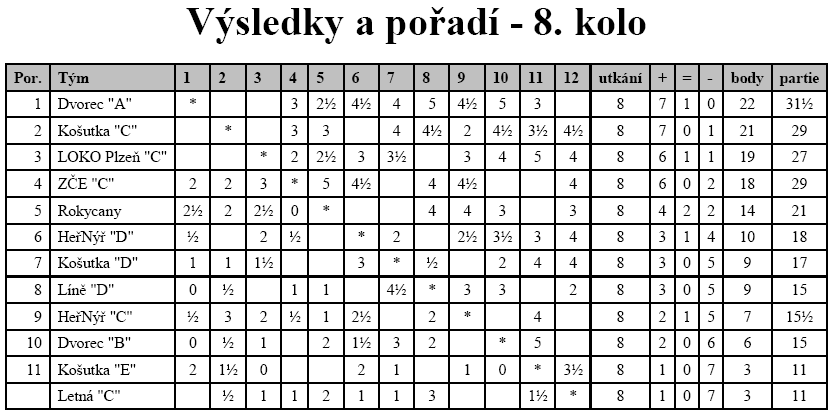 Výsledky a pořadí - 8. kolo
Por. Tým 1 2 3 4 5 6 7 8 9 10 11 12 utkání + = - body partie
1 Dvorec "A" * 3 2½ 4½ 4 5 4½ 5 3 8 7 1 0 22 31½
2 Košutka "C" * 3 3 4 4½ 2 4½ 3½ 4½ 8 7 0 1 21 29
3 LOKO Plzeň "C" * 2 2½ 3 3½ 3 4 5 4 8 6 1 1 19 27
4 ZČE "C" 2 2 3 * 5 4½ 4 4½ 4 8 6 0 2 18 29
5 Rokycany 2½ 2 2½ 0 * 4 4 3 3 8 4 2 2 14 21
6 HeřNýř "D" ½ 2 ½ * 2 2½ 3½ 3 4 8 3 1 4 10 18
7 Košutka "D" 1 1 1½ 3 * ½ 2 4 4 8 3 0 5 9 17
8 Líně "D" 0 ½ 1 1 4½ * 3 3 2 8 3 0 5 9 15
9 HeřNýř "C" ½ 3 2 ½ 1 2½ 2 * 4 8 2 1 5 7 15½
10 Dvorec "B" 0 ½ 1 2 1½ 3 2 * 5 8 2 0 6 6 15
11 Košutka "E" 2 1½ 0 2 1 1 0 * 3½ 8 1 0 7 3 11
Letná "C" ½ 1 1 2 1 1 3 1½ * 8 1 0 7 3 11